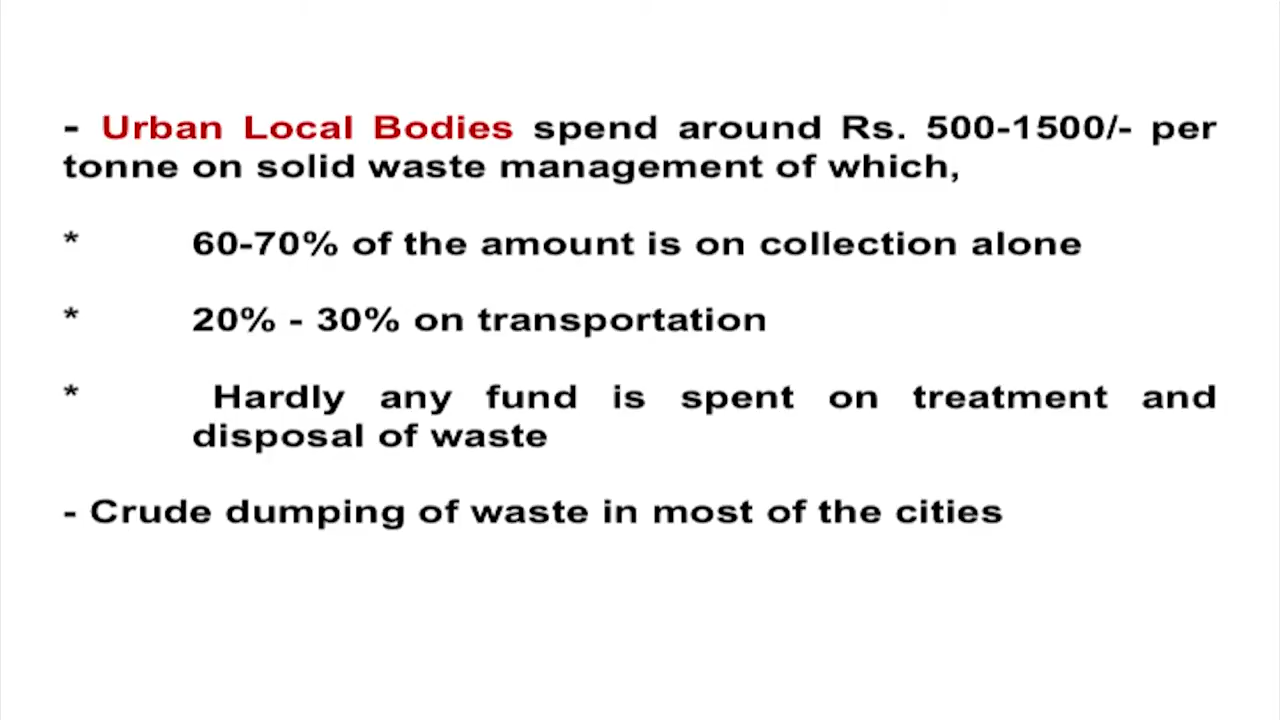 - Urban Local Bodies spend around Rs. 500-1500/- per
tonne on solid waste management of which,
* 60-70% of the amount is on collection alone
* 20% - 30% on transportation
* Hardly any fund is spent on treatment and
disposal of waste
- Crude dumping of waste in most of the cities